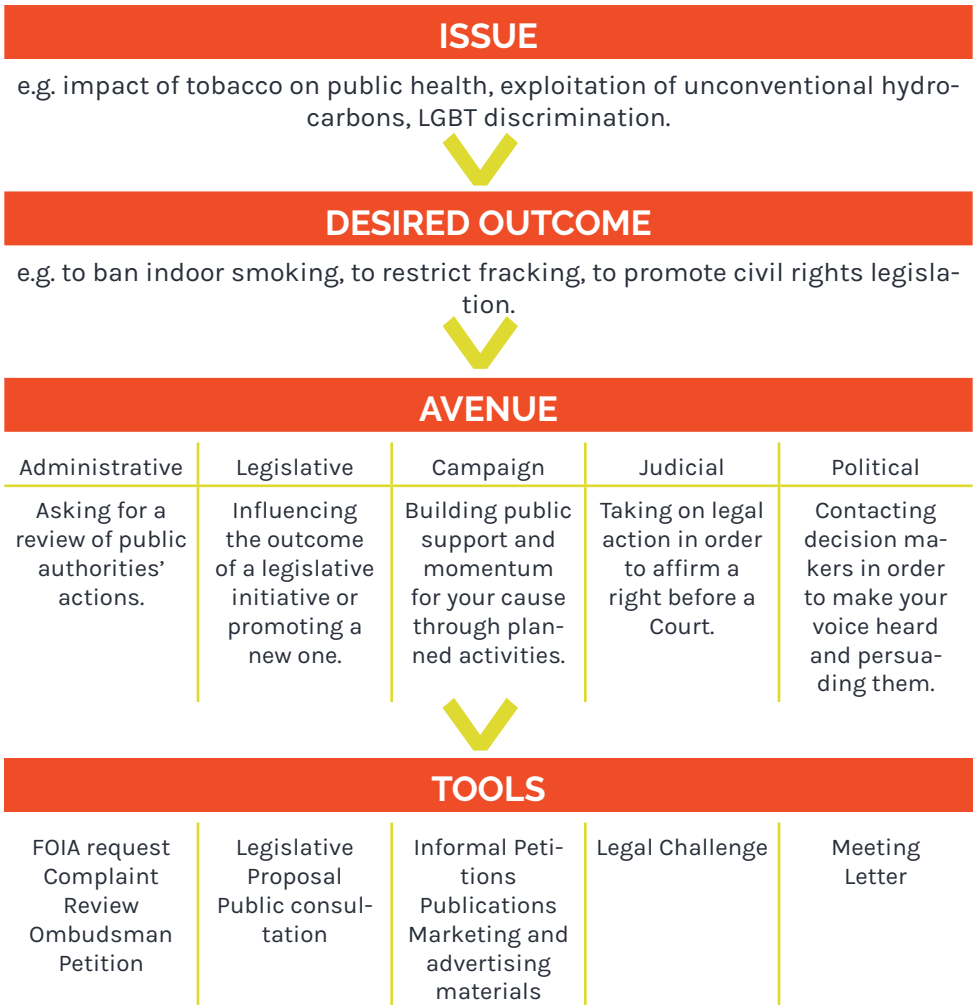 ISSUE
e.g. impact of tobacco on public health, exploitation of unconventional hydro-
carbons, LGBT discrimination.
DESIRED OUTCOME
e.g. to ban indoor smoking, to restrict fracking, to promote civil rights legisla-
tion.
AVENUE
Administrative
Asking for a
review of public
authorities’
actions.
Legislative
Influencing
the outcome
of a legislative
initiative or
promoting a
new one.
Campaign
Building public
support and
momentum
for your cause
through plan-
ned activities.
Judicial
Taking on legal
action in order
to affirm a
right before a
Court.
Political
Contacting
decision ma-
kers in order
to make your
voice heard
and persua-
ding them.
TOOLS
FOIA request
Complaint
Review
Ombudsman
Petition
Legislative
Proposal
Public consul-
tation
Informal Peti-
tions
Publications
Marketing and
advertising
materials
Legal Challenge
Meeting
Letter